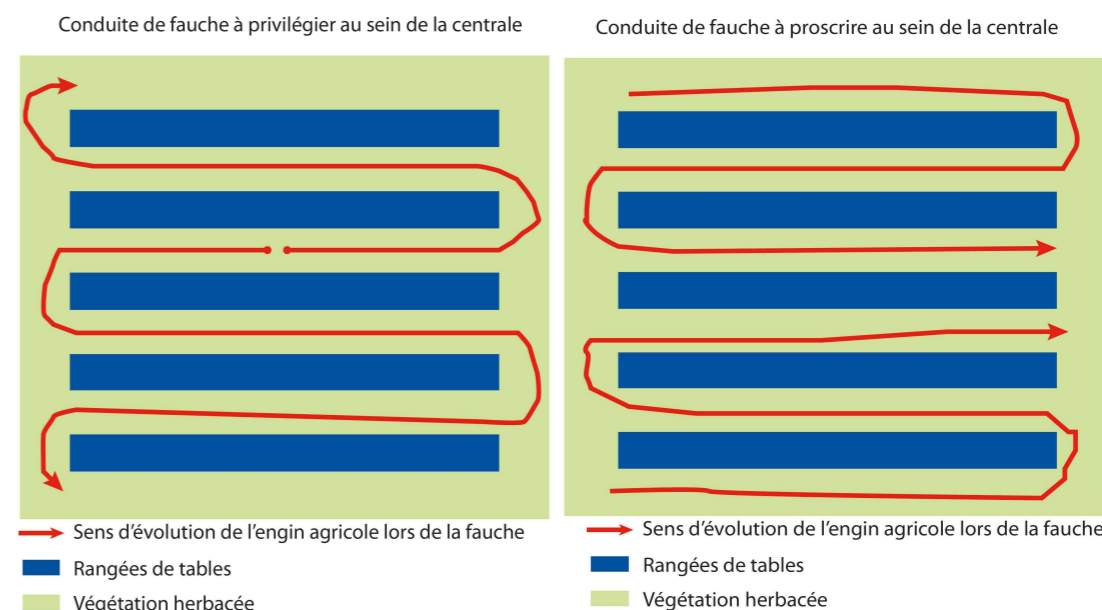 Conduite de fauche à privilégier au sein de la centrale
Sens d’évolution de l’engin agricole lors de la fauche
Rangées de tables
Végétation herbacée
Conduite de fauche à proscrire au sein de la centrale
Sens d’évolution de l’engin agricole lors de la fauche
Rangées de tables
Végétation herbacée